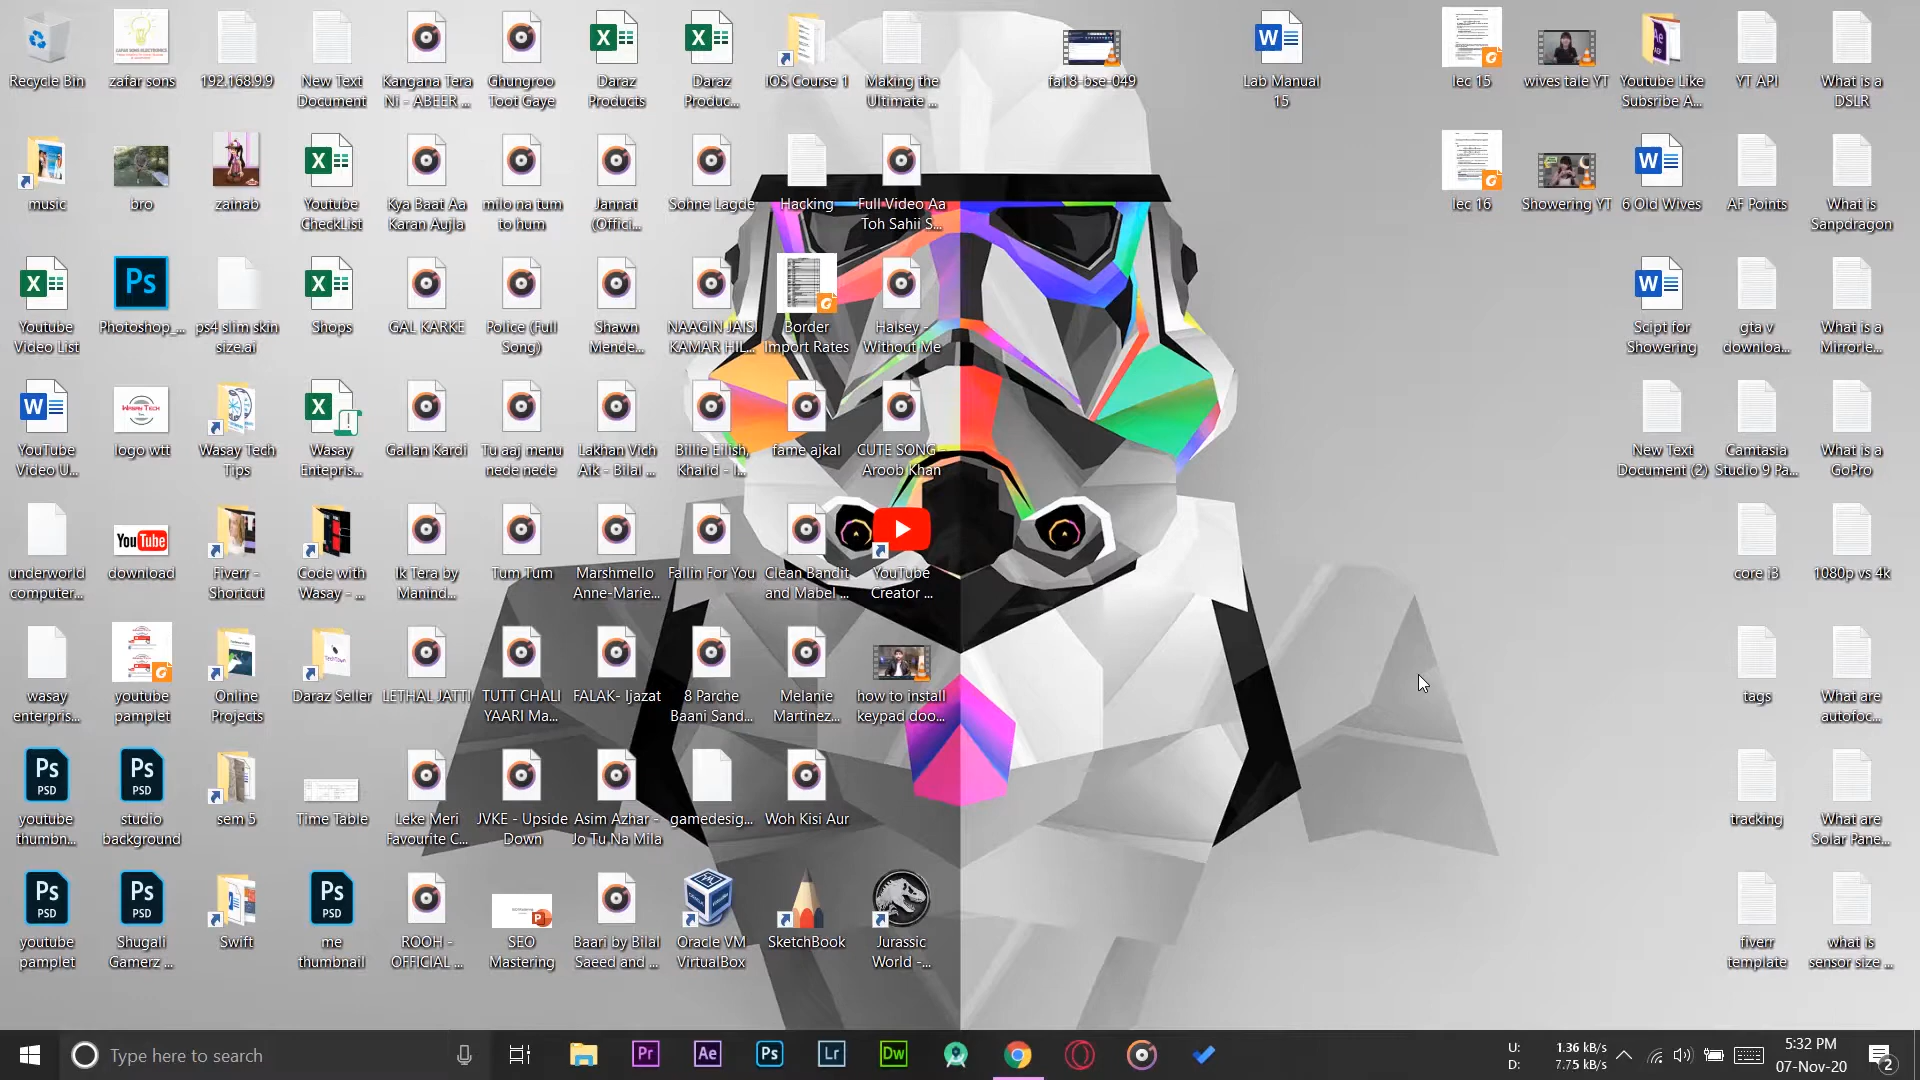 Recycle Bin
zafar sons
192.168.9.9
New Text
Document
Kangana Tera
Ni - ABEER ...
Ghungroo
Toot Gaye
Daraz
Products
Daraz
Produc...
IOS Course 1
Making the
Ultimate ...
fa18-bse-049
Lab Manual
15
lec 15
wives tale YT
Youtube Like
Subsribe A...
YT API
What is a
DSLR
music
bro
zainab
Youtube
CheckList
Kya Baat Aa
Karan Aujla
milo na tum
to hum
Jannat
(Offici...
Sohne Lagde
Hacking
Full Video Aa
Toh Sahii S...
lec 16
Showering YT
6 Old Wives
AF Points
What is
Sanpdragon
Youtube
Video List
Photoshop_...
ps4 slim skin
size.ai
Shops
GAL KARKE
Police (Full
Song)
Shawn
Mende...
NAAGIN JAISI
KAMAR HIL...
Border
Import Rates
Halsey -
Without Me
Scipt for
Showering
gta v
downloa...
What is a
Mirrorle...
YouTube
Video U...
logo wtt
Wasay Tech
Tips
Wasay
Entepris...
Gallan Kardi
Tu aaj menu
nede nede
Lakhan Vich
Aik - Bilal ...
Billie Eilish,
Khalid - l...
fame ajkal
CUTE SONG -
Aroob Khan
New Text
Document (2)
Camtasia
Studio 9 Pa...
What is a
GoPro
underworld
computer...
YouTube
download
Fiverr -
Shortcut
Code with
Wasay - ...
Ik Tera by
Manind...
Tum Tum
Marshmello
Anne-Marie...
Fallin For You
Clean Bandit
and Mabel ...
YouTube
Creator ...
core i3
1080p vs 4k
wasay
enterpris...
youtube
pamplet
Online
Projects
Daraz Seller
LETHAL JATTI
TUTT CHALI
YAARI Ma...
FALAK- Ijazat
8 Parche
Baani Sand...
Melanie
Martinez...
how to install
keypad doo...
tags
What are
autofoc...
youtube
thumbn...
studio
background
sem 5
Time Table
Leke Meri
Favourite C...
JVKE - Upside
Down
Asim Azhar -
Jo Tu Na Mila
gamedesig...
Woh Kisi Aur
tracking
What are
Solar Pane...
youtube
pamplet
Shugali
Gamerz ...
Swift
me
thumbnail
ROOH -
OFFICIAL ...
SEO
Mastering
Baari by Bilal
Saeed and ...
Oracle VM
VirtualBox
SketchBook
Jurassic
World -...
fiverr
template
what is
sensor size ...
Type here to search
Pr
Ae
Ps
Lr
Dw
U: 1.36 kB/s
D: 7.75 kB/s
5:32 PM
07-Nov-20
2